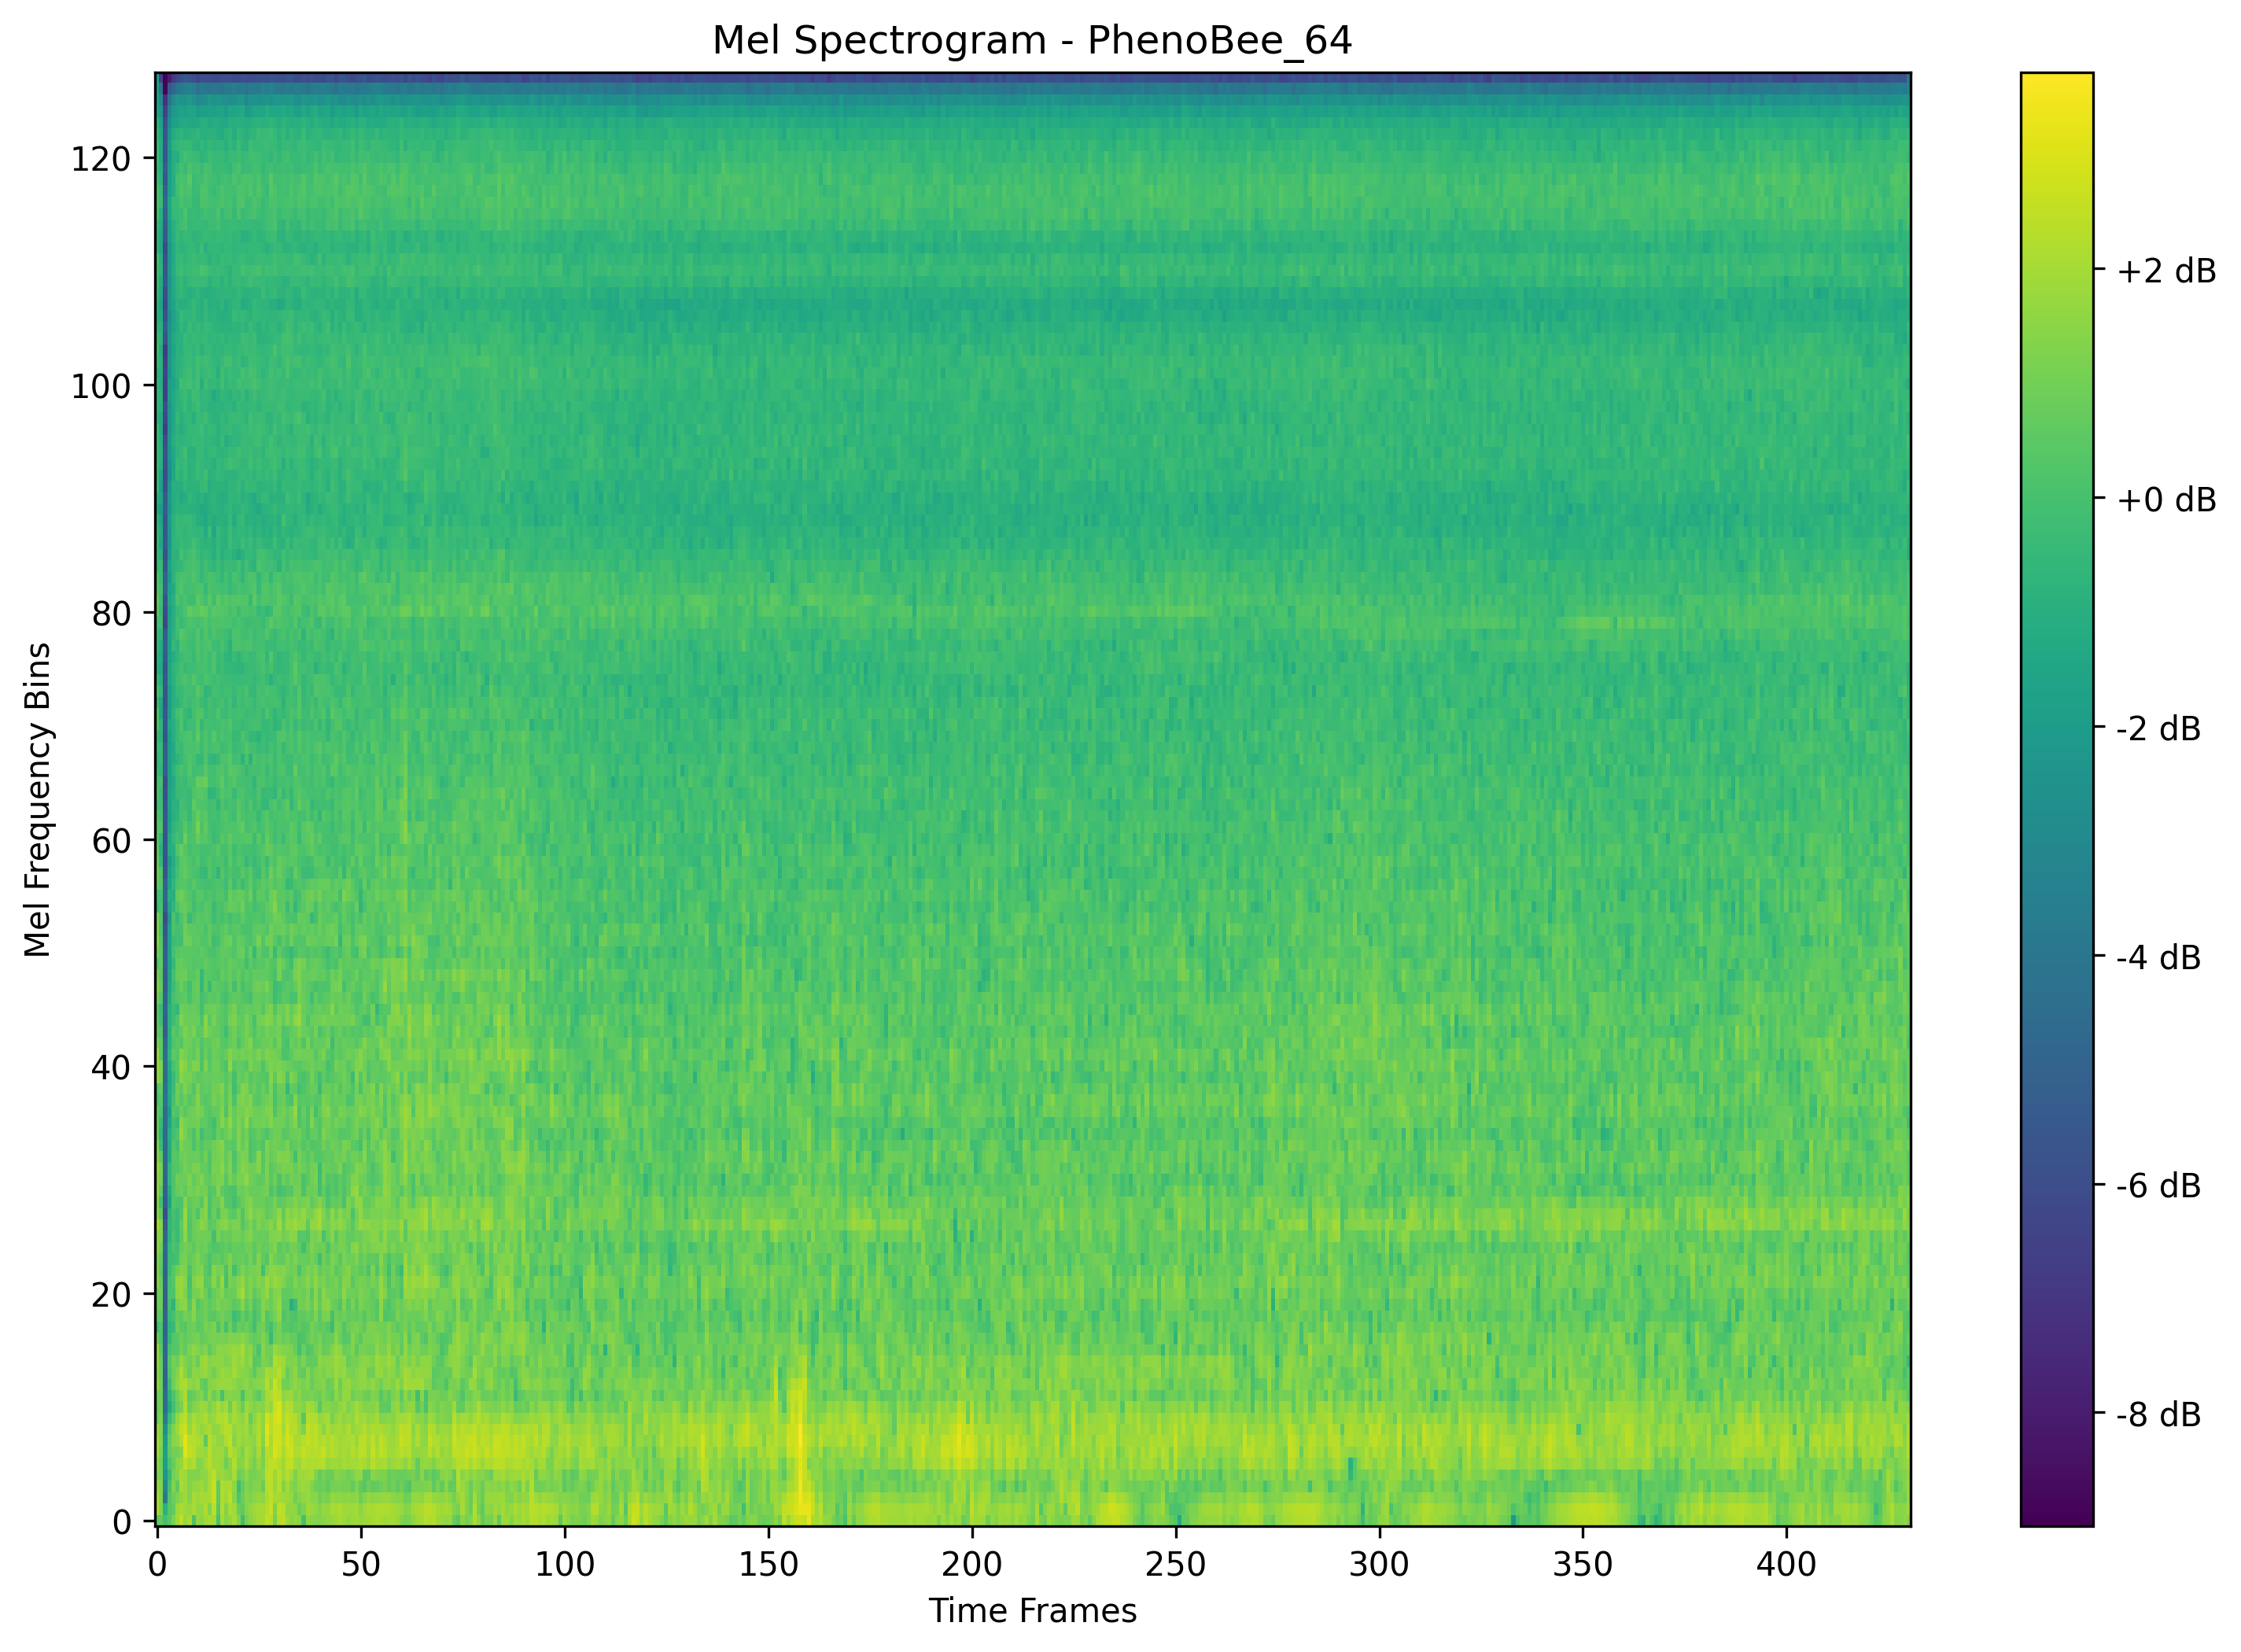 Mel Spectrogram - PhenoBee_64
Mel Frequency Bins
120
100
80
60
40
20
0
0 50 100 150 200 250 300 350 400
Time Frames
+2 dB
+0 dB
-2 dB
-4 dB
-6 dB
-8 dB